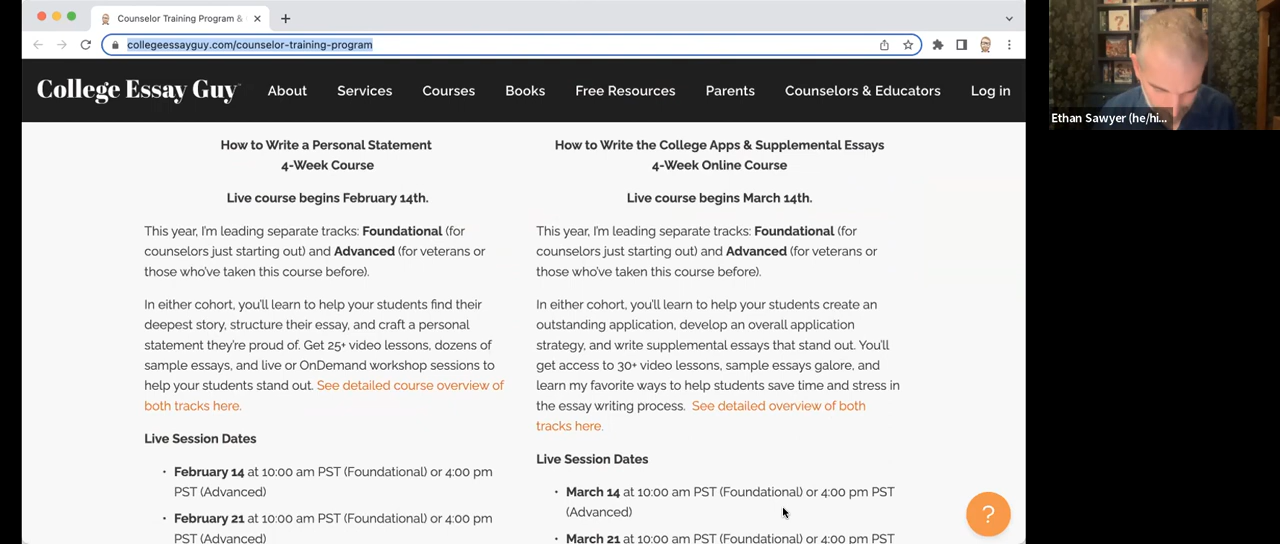 Counselor Training Program &
collegeessayguy.com/counselor-training-program
College Essay Guy
About
Services
Courses
Books
Free Resources
Parents
Counselors & Educators
Log in
How to Write a Personal Statement
4-Week Course
Live course begins February 14th.
This year, I'm leading separate tracks: Foundational (for
counselors just starting out) and Advanced (for veterans or
those who've taken this course before).
In either cohort, you'll learn to help your students find their
deepest story, structure their essay, and craft a personal
statement they're proud of. Get 25+ video lessons, dozens of
sample essays, and live or OnDemand workshop sessions to
help your students stand out. See detailed course overview of
both tracks here.
Live Session Dates
• February 14 at 10:00 am PST (Foundational) or 4:00 pm
PST (Advanced)
• February 21 at 10:00 am PST (Foundational) or 4:00 pm
PST (Advanced)
How to Write the College Apps & Supplemental Essays
4-Week Online Course
Live course begins March 14th.
This year, I'm leading separate tracks: Foundational (for
counselors just starting out) and Advanced (for veterans or
those who've taken this course before).
In either cohort, you'll learn to help your students create an
outstanding application, develop an overall application
strategy, and write supplemental essays that stand out. You'll
get access to 30+ video lessons, sample essays galore, and
learn my favorite ways to help students save time and stress in
the essay writing process. See detailed overview of both
tracks here.
Live Session Dates
• March 14 at 10:00 am PST (Foundational) or 4:00 pm PST
(Advanced)
• March 21 at 10:00 am PST (Foundational) or 4:00 pm PST
?
Ethan Sawyer (he/hi...